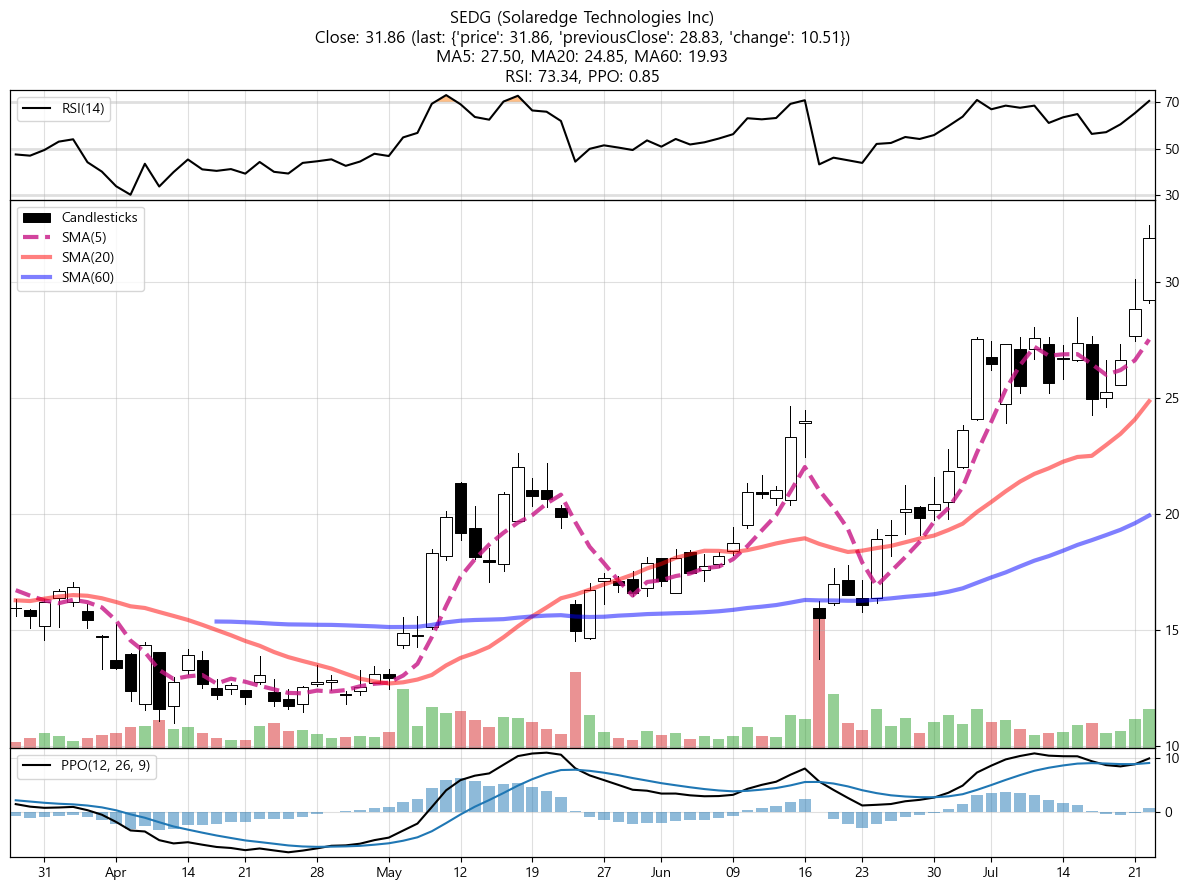 SEDG (Solaredge Technologies Inc)
Close: 31.86 (last: {'price': 31.86, 'previousClose': 28.83, 'change': 10.51})
MA5: 27.50, MA20: 24.85, MA60: 19.93
RSI: 73.34, PPO: 0.85
RSI(14)
70
50
30
Candlesticks
SMA(5)
SMA(20)
SMA(60)
30
25
20
15
10
PPO(12, 26, 9)
10
0
31 Apr 14 21 28 May 12 19 27 Jun 09 16 23 30 Jul 14 21